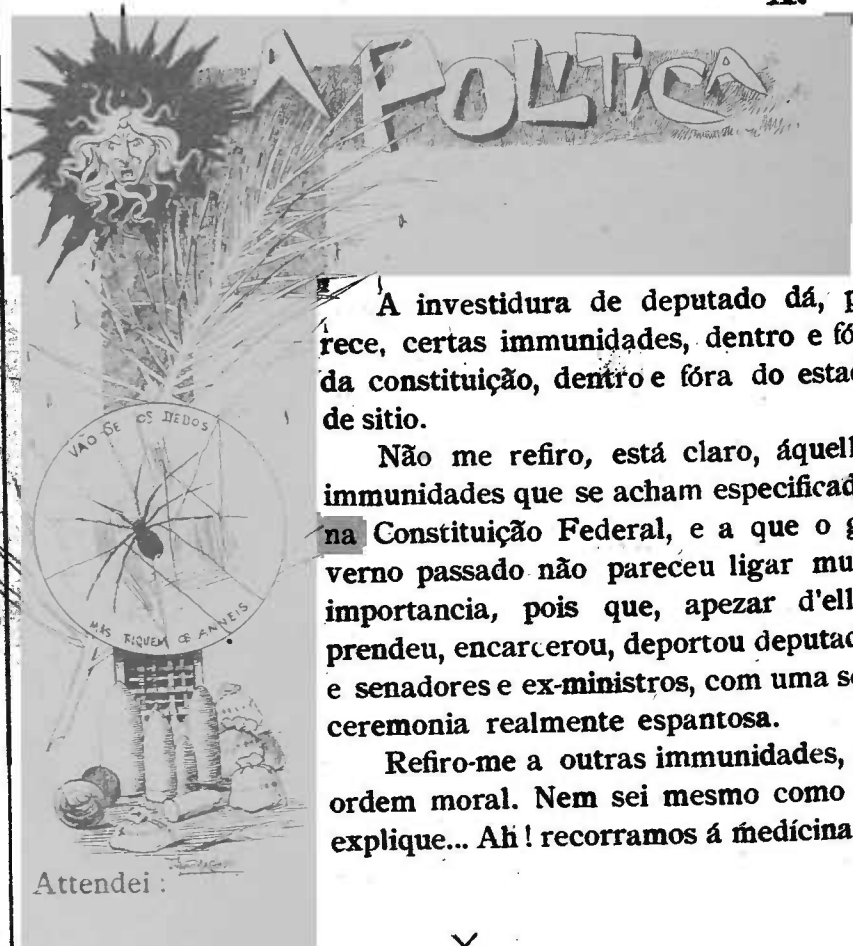 A POLITICA
VÃO SE OS DEDOS
MAS FIQUEM OS ANNEIS
A investidura de deputado dá, p
rece, certas immunidades, dentro e fó
da constituição, dentro e fóra do esta
de sitio.
Não me refiro, está claro, áquell
immunidades que se acham especificad
na Constituição Federal, e a que o g
verno passado não pareceu ligar mu
importancia, pois que, apezar d'ell
prendeu, encarcerou, deportou deputad
e senadores e ex-ministros, com uma s
ceremonia realmente espantosa.
Refiro-me a outras immunidades,
ordem moral. Nem sei mesmo como
explique... Ah! recorramos á medicina
Attendei: